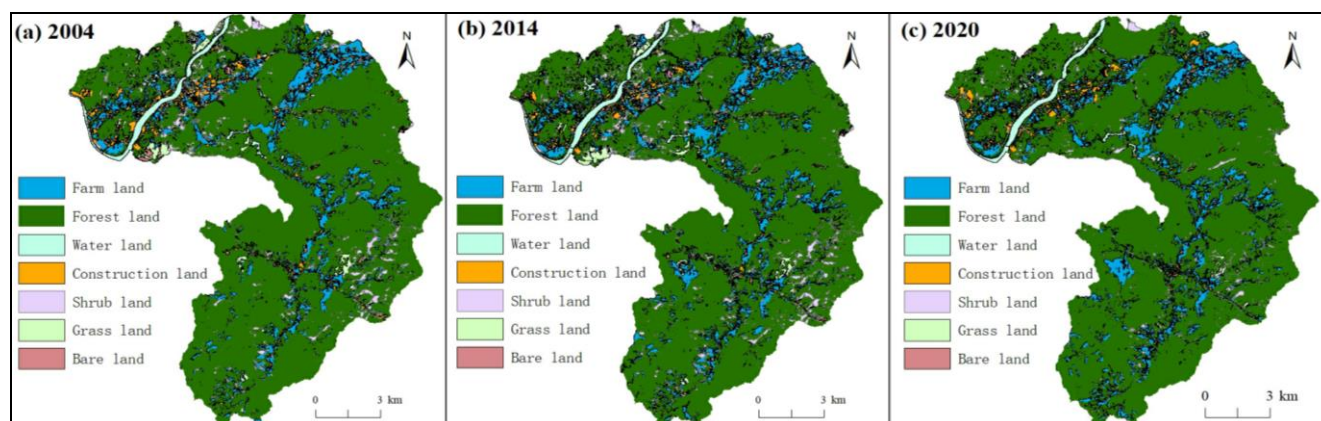 (a) 2004
N
Farm land
Forest land
Water land
Construction land
Shrub land
Grass land
Bare land
0 3 km
(b) 2014
N
Farm land
Forest land
Water land
Construction land
Shrub land
Grass land
Bare land
0 3 km
(c) 2020
N
Farm land
Forest land
Water land
Construction land
Shrub land
Grass land
Bare land
0 3 km